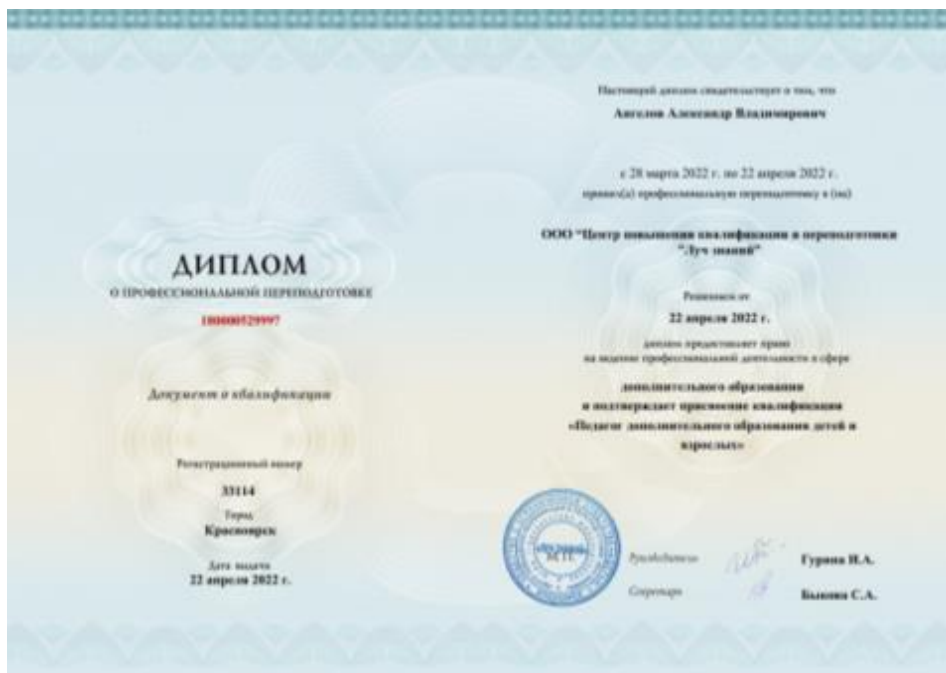 ДИПЛОМ
О ПРОФЕССИОНАЛЬНОЙ ПЕРЕПОДГОТОВКЕ
180000529997
Документ о квалификации
Регистрационный номер
33114
Город
Красноярск
Дата выдачи
22 апреля 2022 г.
Настоящий диплом свидетельствует о том, что
Ангелов Александр Владимирович
с 28 марта 2022 г. по 22 апреля 2022 г.
прошел(а) профессиональную переподготовку в (на)
ООО "Центр повышения квалификации и переподготовки
"Луч знаний"
Решением от
22 апреля 2022 г.
диплом предоставляет право
на ведение профессиональной деятельности в сфере
дополнительного образования
и подтверждает присвоение квалификации
«Педагог дополнительного образования детей и
взрослых»
М.П.
Руководитель
Гурина И.А.
Секретарь
Быкова С.А.